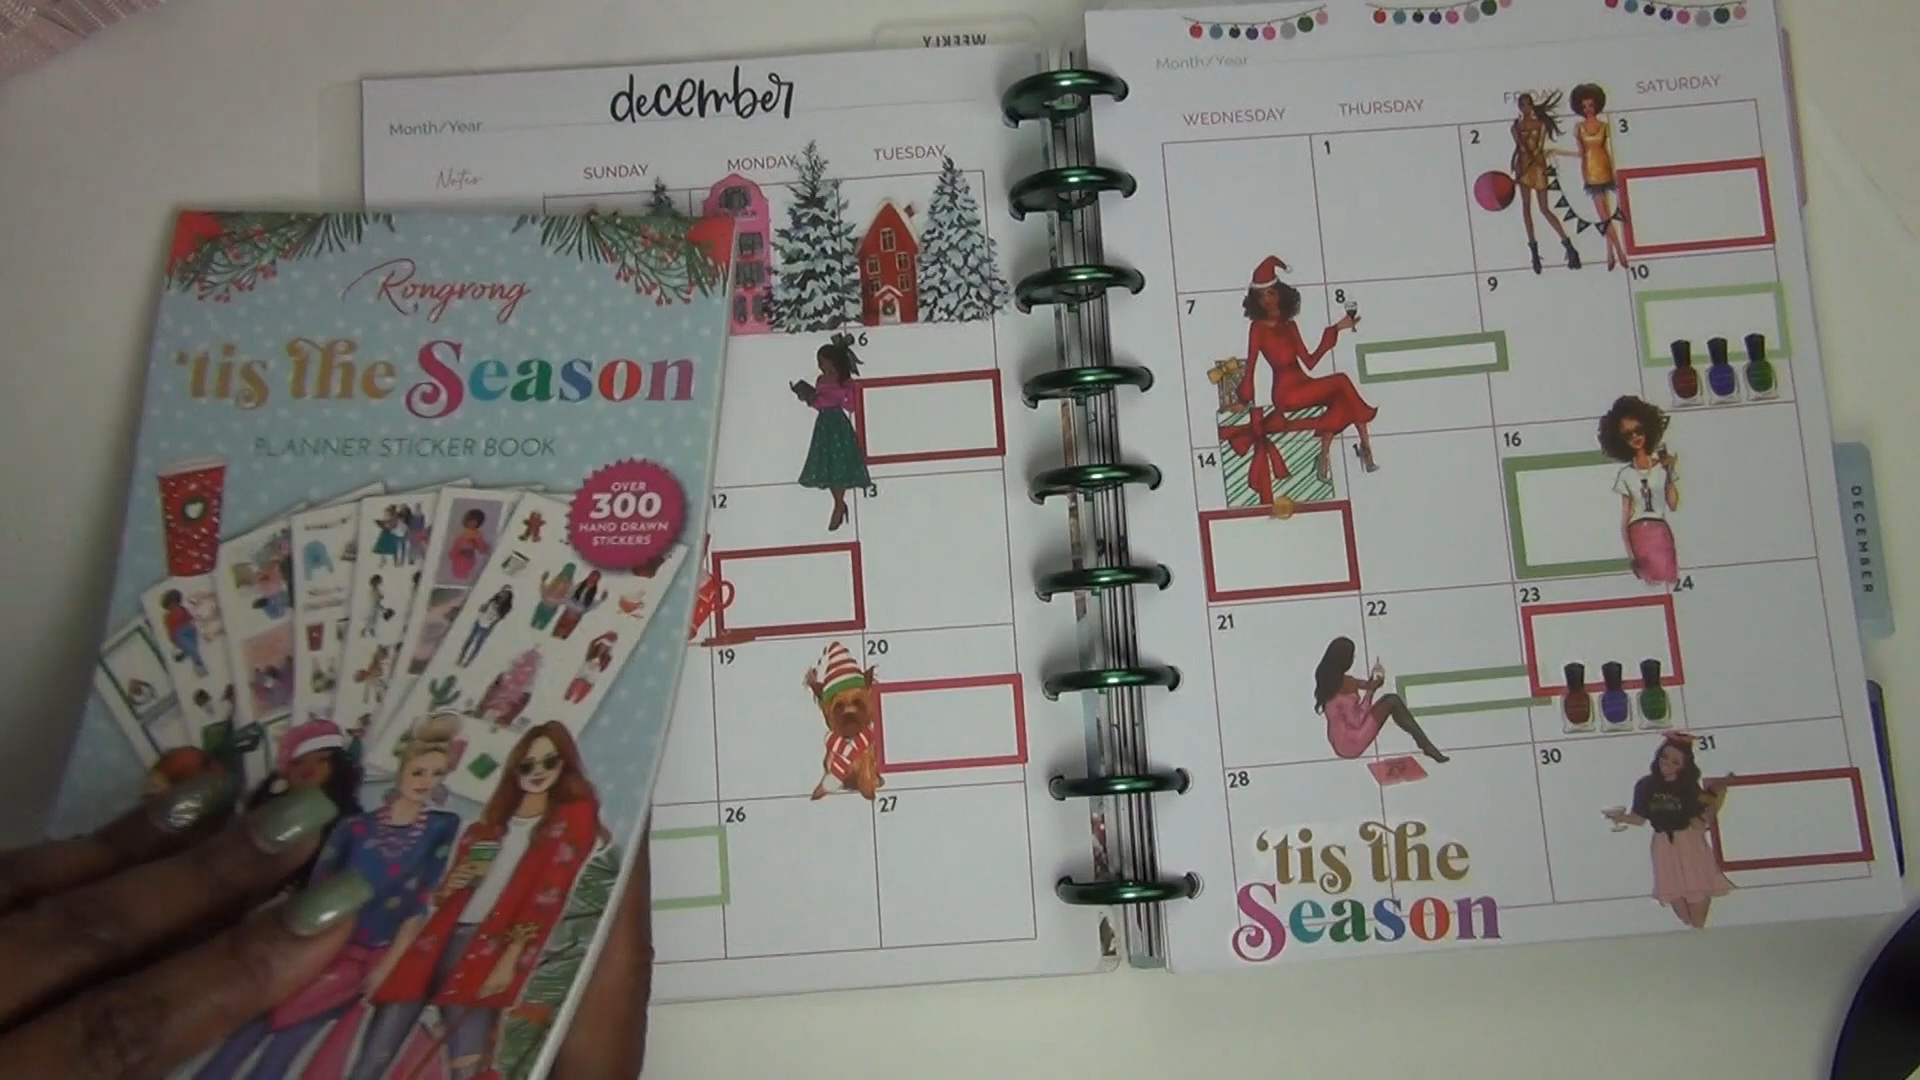 WEEKLY
december
Month/Year
Notes
SUNDAY
MONDAY
TUESDAY
Month/Year
WEDNESDAY
THURSDAY
FRIDAY
SATURDAY
1
2
3
6
7
8
9
10
12
13
14
16
19
20
21
22
23
24
26
27
28
30
31
'tis the
Season
DECEMBER
Rongrong
'tis the Season
PLANNER STICKER BOOK
OVER
300
HAND DRAWN
STICKERS